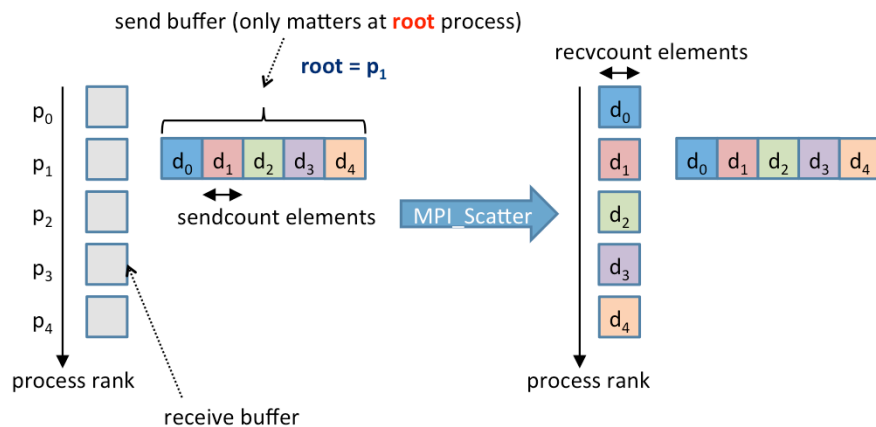 send buffer (only matters at root process)
root = p1
recvcount elements
p0
d0
p1
d0 d1 d2 d3 d4
d1
d0 d1 d2 d3 d4
p2
sendcount elements
MPI_Scatter
d2
p3
d3
p4
d4
process rank
process rank
receive buffer